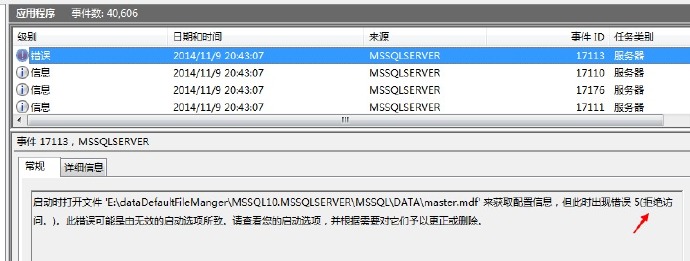 应用程序 事件数: 40,606
级别 日期和时间 来源 事件 ID 任务类别
错误 2014/11/9 20:43:07 MSSQLSERVER 17113 服务器
信息 2014/11/9 20:43:07 MSSQLSERVER 17110 服务器
信息 2014/11/9 20:43:07 MSSQLSERVER 17176 服务器
信息 2014/11/9 20:43:07 MSSQLSERVER 17111 服务器
事件 17113，MSSQLSERVER
常规 详细信息
启动时打开文件 'E:\dataDefaultFileManger\MSSQL10.MSSQLSERVER\MSSQL\DATA\master.mdf' 来获取配置信息，但此时出现错误 5(拒绝访
问。)。此错误可能是由无效的启动选项所致。请查看您的启动选项，并根据需要对它们予以更正或删除。